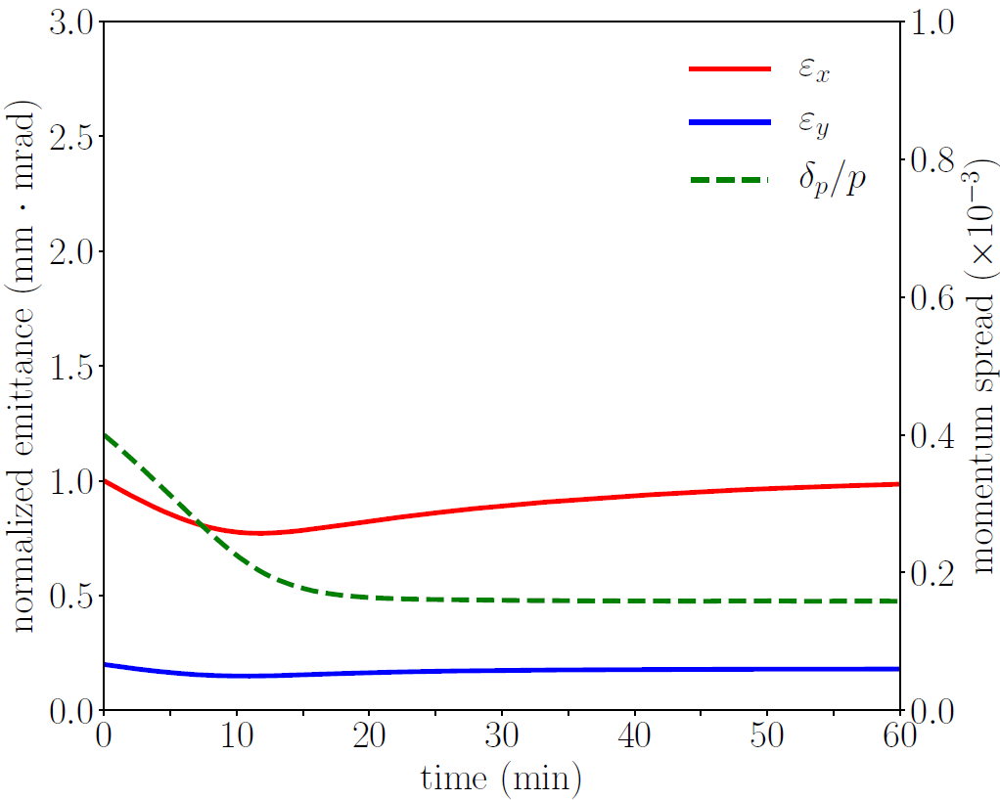 3.0
2.5
2.0
1.5
1.0
0.5
0.0
normalized emittance (mm · mrad)
1.0
0.8
0.6
0.4
0.2
0.0
momentum spread (×10⁻³)
εₓ
ε_y
δ_p/p
0 10 20 30 40 50 60
time (min)